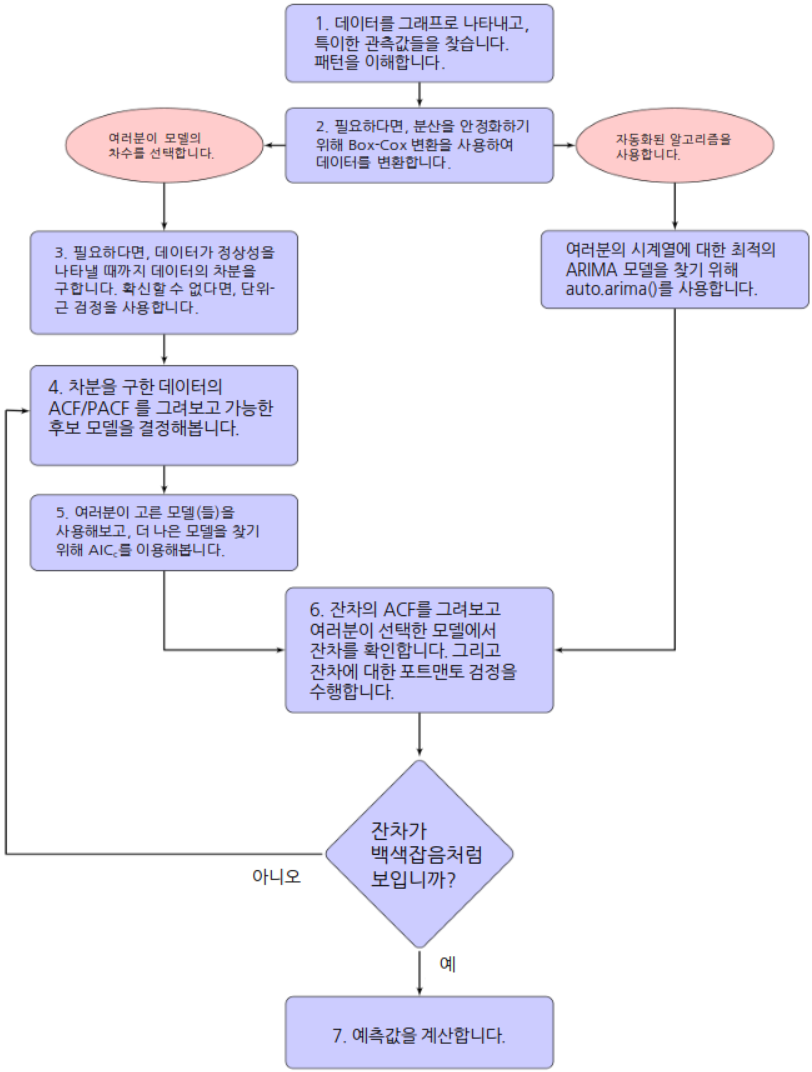 1. 데이터를 그래프로 나타내고,
특이한 관측값들을 찾습니다.
패턴을 이해합니다.
여러분이 모델의
차수를 선택합니다.
2. 필요하다면, 분산을 안정화하기
위해 Box-Cox 변환을 사용하여
데이터를 변환합니다.
자동화된 알고리즘을
사용합니다.
3. 필요하다면, 데이터가 정상성을
나타낼 때까지 데이터의 차분을
구합니다. 확신할 수 없다면, 단위-
근 검정을 사용합니다.
여러분의 시계열에 대한 최적의
ARIMA 모델을 찾기 위해
auto.arima()를 사용합니다.
4. 차분을 구한 데이터의
ACF/PACF 를 그려보고 가능한
후보 모델을 결정해봅니다.
5. 여러분이 고른 모델(들)을
사용해보고, 더 나은 모델을 찾기
위해 AICc를 이용해봅니다.
6. 잔차의 ACF를 그려보고
여러분이 선택한 모델에서
잔차를 확인합니다. 그리고
잔차에 대한 포트맨토 검정을
수행합니다.
잔차가
백색잡음처럼
보입니까?
아니오
예
7. 예측값을 계산합니다.